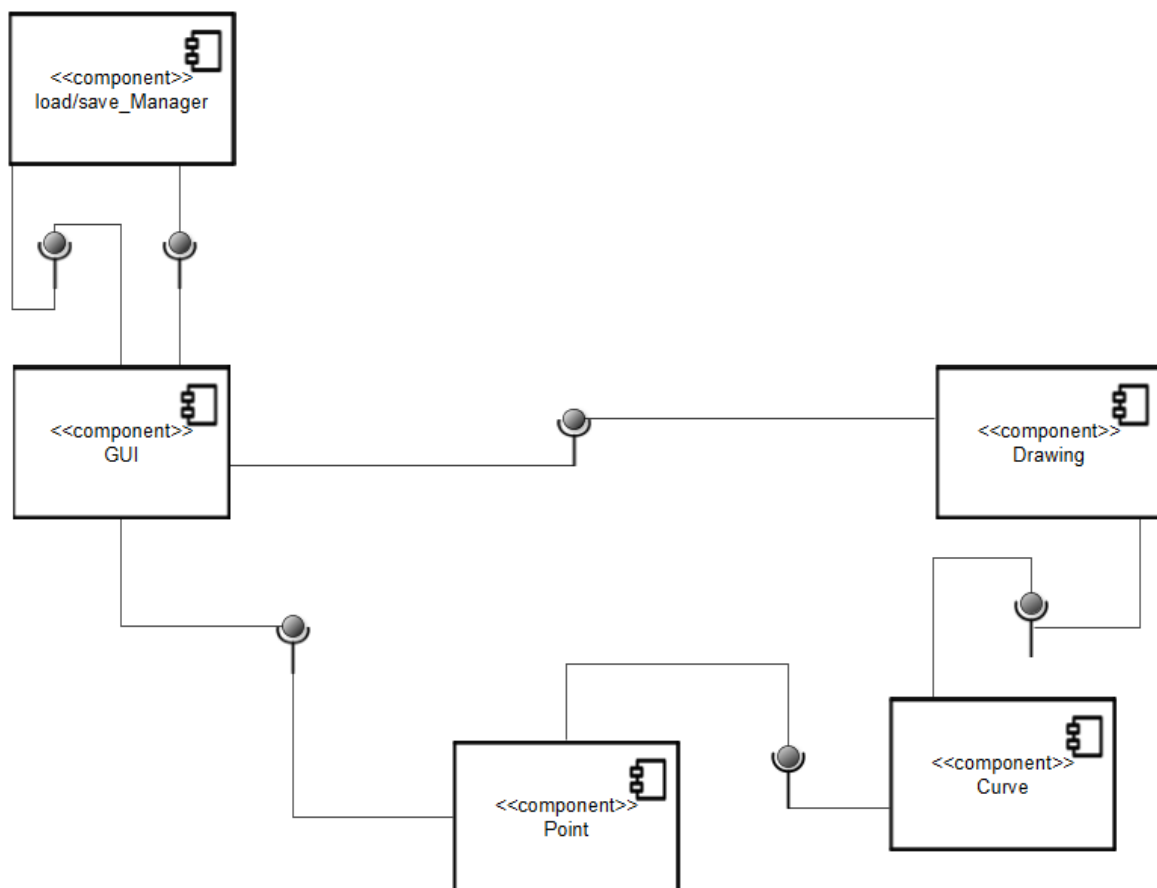 <<component>>
load/save_Manager
<<component>>
GUI
<<component>>
Drawing
<<component>>
Curve
<<component>>
Point